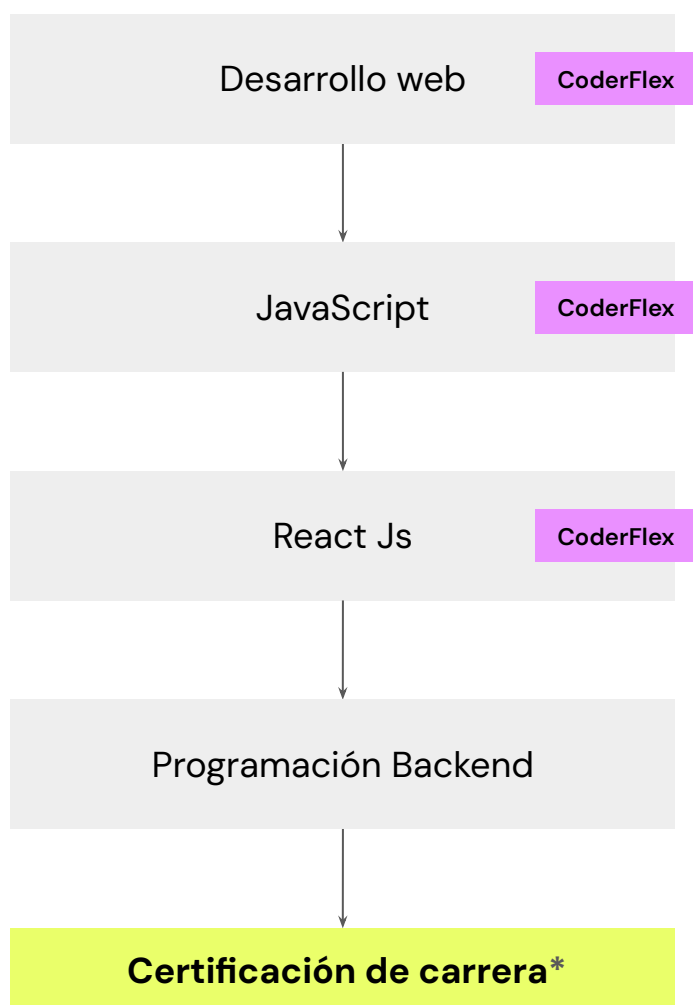 Desarrollo web
CoderFlex
JavaScript
CoderFlex
React Js
CoderFlex
Programación Backend
Certificación de carrera*